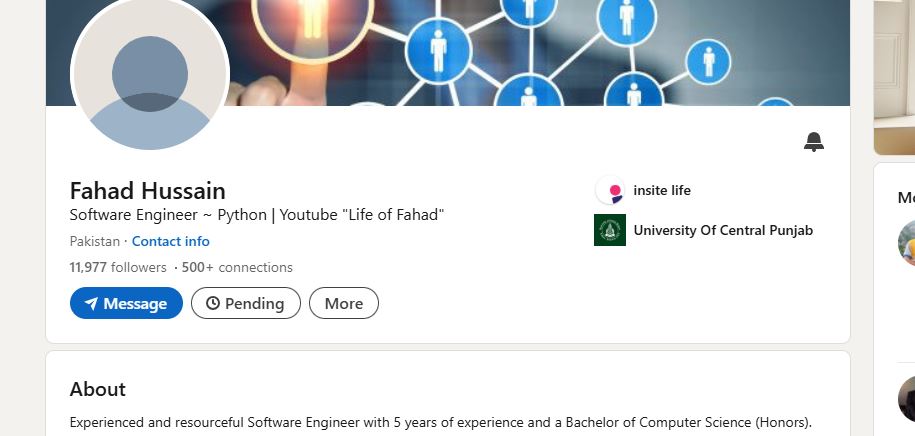 Fahad Hussain
Software Engineer ~ Python | Youtube "Life of Fahad"
Pakistan · Contact info
11,977 followers · 500+ connections
Message
Pending
More
insite life
University Of Central Punjab
About
Experienced and resourceful Software Engineer with 5 years of experience and a Bachelor of Computer Science (Honors).